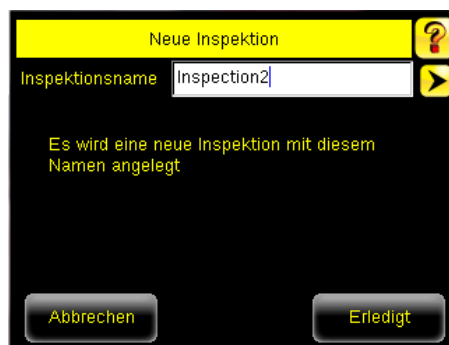 Neue Inspektion
?
Inspektionsname Inspection2
Es wird eine neue Inspektion mit diesem
Namen angelegt
Abbrechen Erledigt